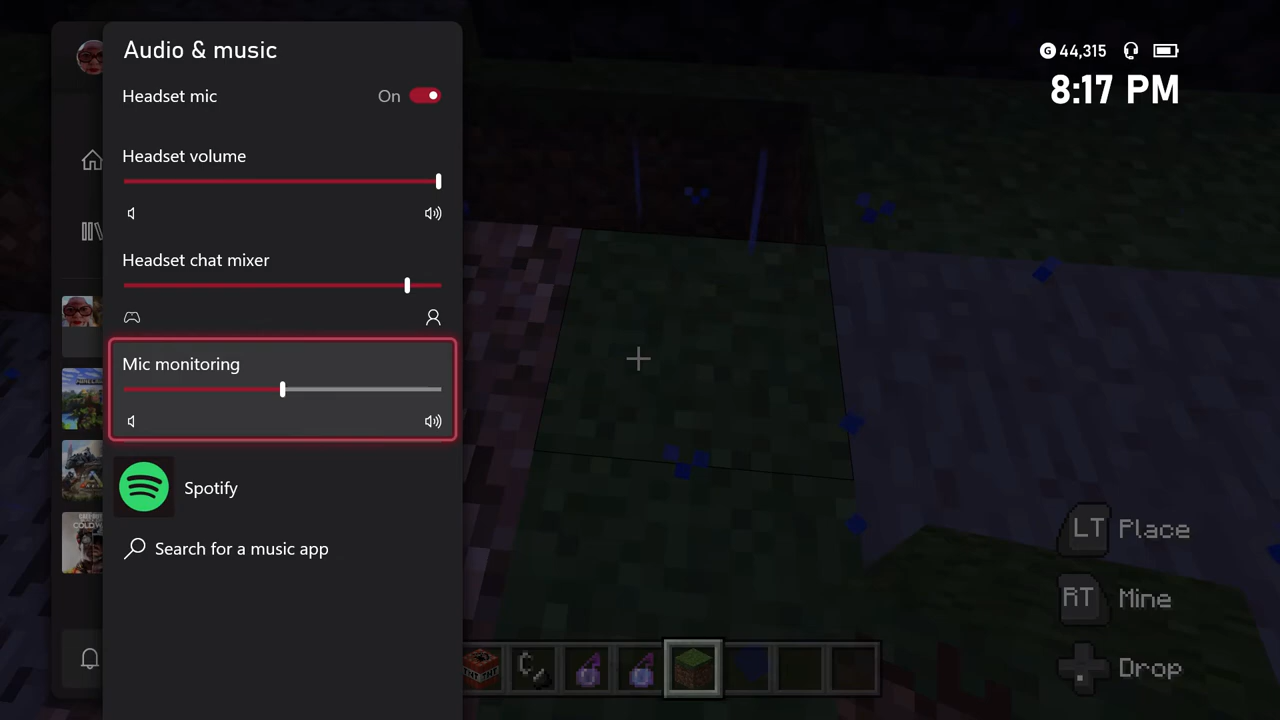 Audio & music
Headset mic
On
Headset volume
Headset chat mixer
Mic monitoring
Spotify
Search for a music app
G 44,315
8:17 PM
LT Place
RT Mine
Drop